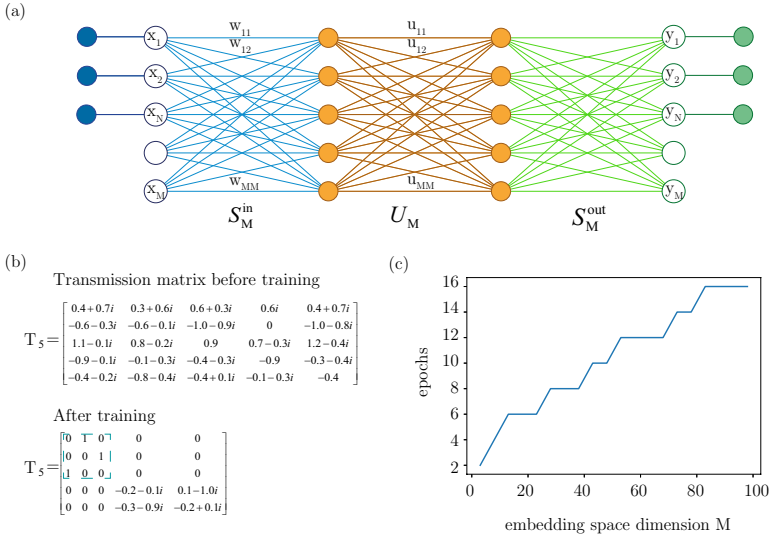 (a)
x1 w11 u11 y1
w12 u12
x2 y2
xN yN
xM wMM uMM yM
S_M^in U_M S_M^out
(b)
Transmission matrix before training
T5= [
0.4+0.7i 0.3+0.6i 0.6+0.3i 0.6i 0.4+0.7i
−0.6−0.3i −0.6−0.1i −1.0−0.9i 0 −1.0−0.8i
1.1−0.1i 0.8−0.2i 0.9 0.7−0.3i 1.2−0.4i
−0.9−0.1i −0.1−0.3i −0.4−0.3i −0.9 −0.3−0.4i
−0.4−0.2i −0.8−0.4i −0.4+0.1i −0.1−0.3i −0.4
]
After training
T5= [
0 1 0 0 0
0 0 1 0 0
1 0 0 0 0
0 0 0 −0.2−0.1i 0.1−1.0i
0 0 0 −0.3−0.9i −0.2+0.1i
]
(c)
16
14
12
10
8
6
4
2
epochs
0 20 40 60 80 100
embedding space dimension M